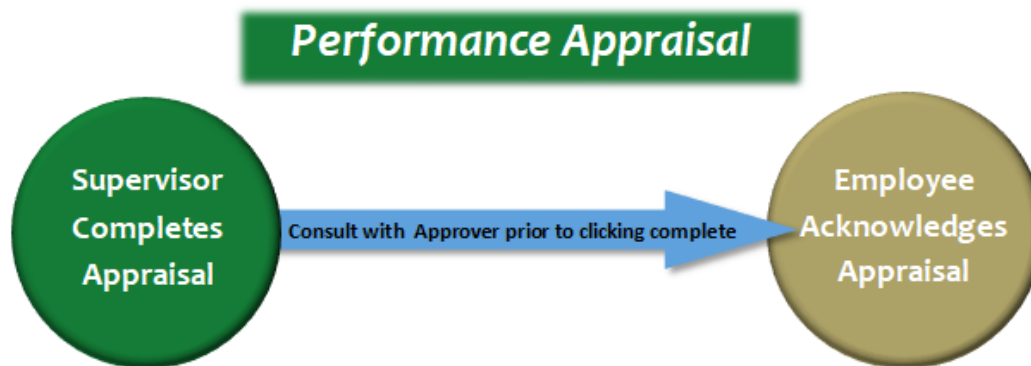 Performance Appraisal
Supervisor
Completes
Appraisal
Consult with Approver prior to clicking complete
Employee
Acknowledges
Appraisal